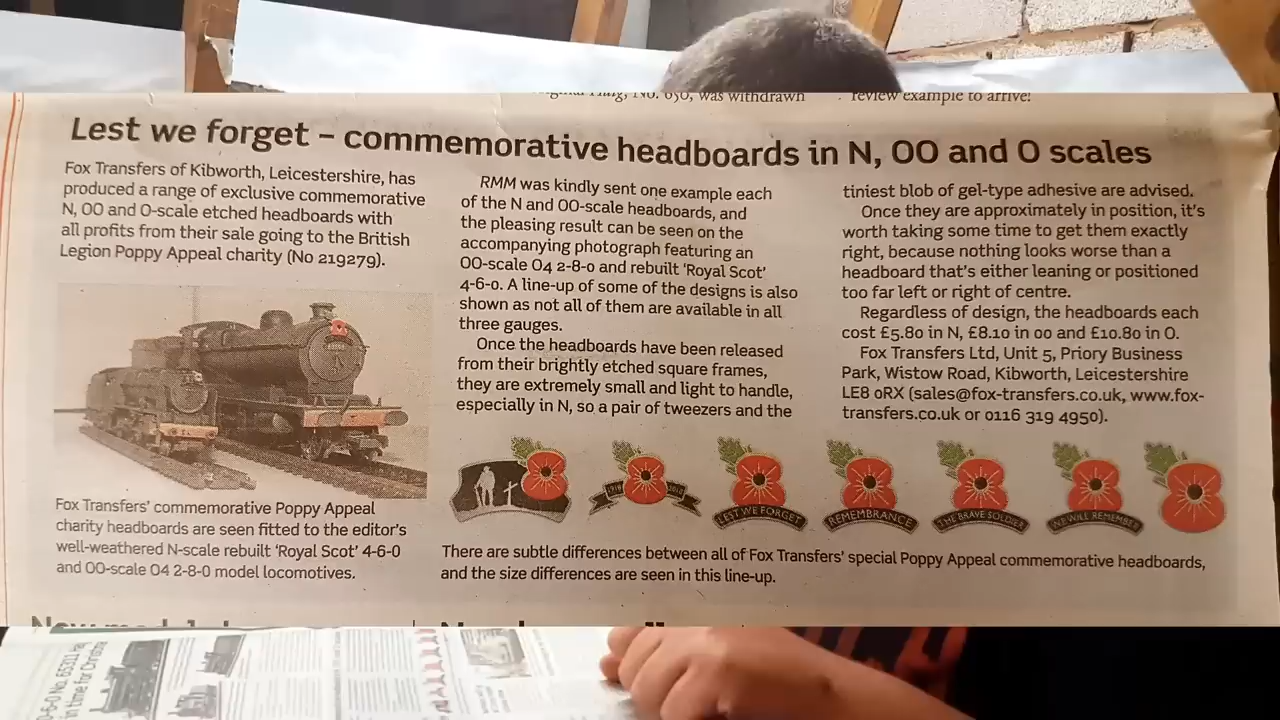 No. 650, was withdrawn
review example to arrive!
Lest we forget – commemorative headboards in N, OO and O scales
Fox Transfers of Kibworth, Leicestershire, has
produced a range of exclusive commemorative
N, OO and O-scale etched headboards with
all profits from their sale going to the British
Legion Poppy Appeal charity (No 219279).
Fox Transfers' commemorative Poppy Appeal
charity headboards are seen fitted to the editor's
well-weathered N-scale rebuilt 'Royal Scot' 4-6-0
and OO-scale O4 2-8-0 model locomotives.
RMM was kindly sent one example each
of the N and OO-scale headboards, and
the pleasing result can be seen on the
accompanying photograph featuring an
OO-scale O4 2-8-0 and rebuilt 'Royal Scot'
4-6-0. A line-up of some of the designs is also
shown as not all of them are available in all
three gauges.
Once the headboards have been released
from their brightly etched square frames,
they are extremely small and light to handle,
especially in N, so a pair of tweezers and the
tiniest blob of gel-type adhesive are advised.
Once they are approximately in position, it's
worth taking some time to get them exactly
right, because nothing looks worse than a
headboard that's either leaning or positioned
too far left or right of centre.
Regardless of design, the headboards each
cost £5.80 in N, £8.10 in oo and £10.80 in O.
Fox Transfers Ltd, Unit 5, Priory Business
Park, Wistow Road, Kibworth, Leicestershire
LE8 0RX (sales@fox-transfers.co.uk, www.fox-
transfers.co.uk or 0116 319 4950).
LEST WE FORGET
REMEMBRANCE
THE BRAVE SOLDIER
WE WILL REMEMBER
There are subtle differences between all of Fox Transfers' special Poppy Appeal commemorative headboards,
and the size differences are seen in this line-up.
0-6-0 No. 65311
in time for Christm